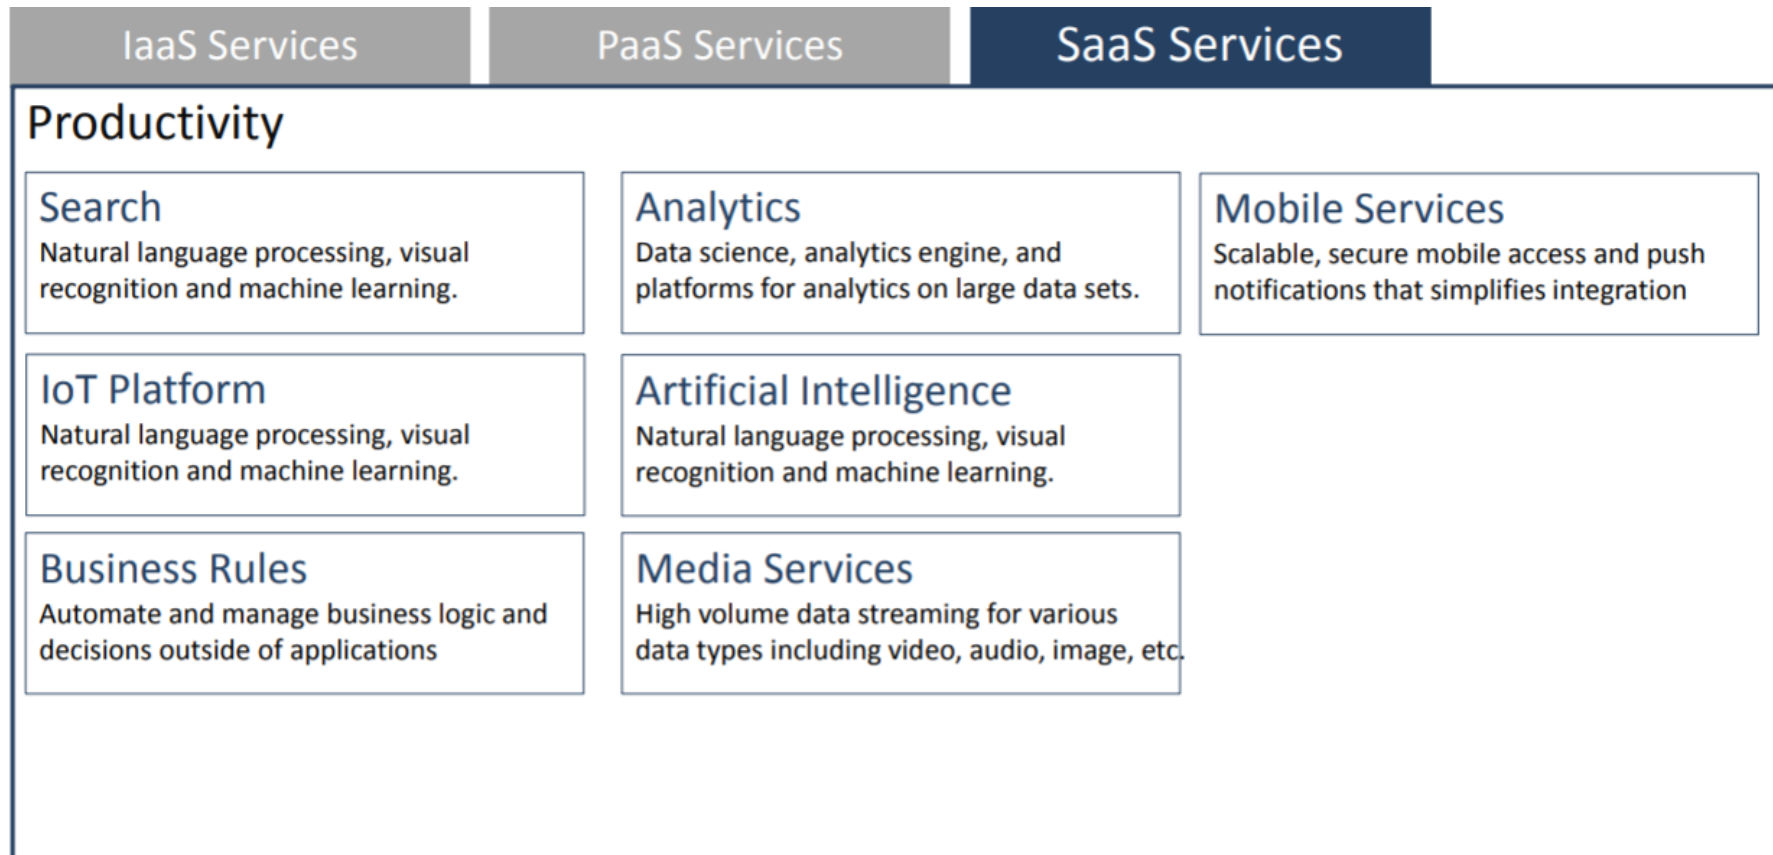 IaaS Services
PaaS Services
SaaS Services
Productivity
Search
Natural language processing, visual
recognition and machine learning.
Analytics
Data science, analytics engine, and
platforms for analytics on large data sets.
Mobile Services
Scalable, secure mobile access and push
notifications that simplifies integration
IoT Platform
Natural language processing, visual
recognition and machine learning.
Artificial Intelligence
Natural language processing, visual
recognition and machine learning.
Business Rules
Automate and manage business logic and
decisions outside of applications
Media Services
High volume data streaming for various
data types including video, audio, image, etc.